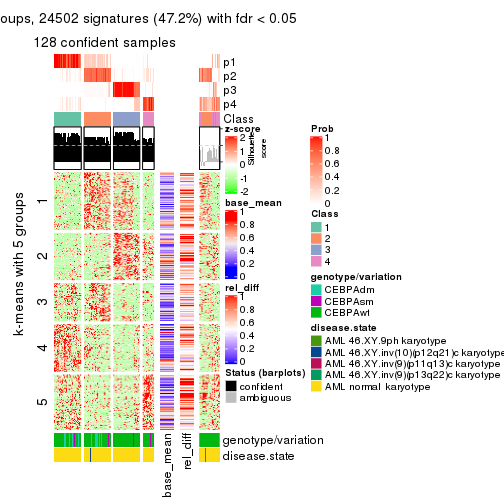 oups, 24502 signatures (47.2%) with fdr < 0.05
128 confident samples
p1
p2
p3
p4
Class
Silhouette score
k-means with 5 groups
1
2
3
4
5
genotype/variation
disease.state
base_mean
rel_diff
z-score
2
1
0
-1
-2
base_mean
1
0.8
0.6
0.4
0.2
0
rel_diff
1
0.8
0.6
0.4
0.2
0
Status (barplots)
confident
ambiguous
Prob
1
0.8
0.6
0.4
0.2
0
Class
1
2
3
4
genotype/variation
CEBPAdm
CEBPAsm
CEBPAwt
disease.state
AML 46.XY.9ph karyotype
AML 46.XY.inv(10)(p12q21)c karyotype
AML 46.XY.inv(9)(p11q13)c karyotype
AML 46.XY.inv(9)(p13q22)c karyotype
AML normal karyotype